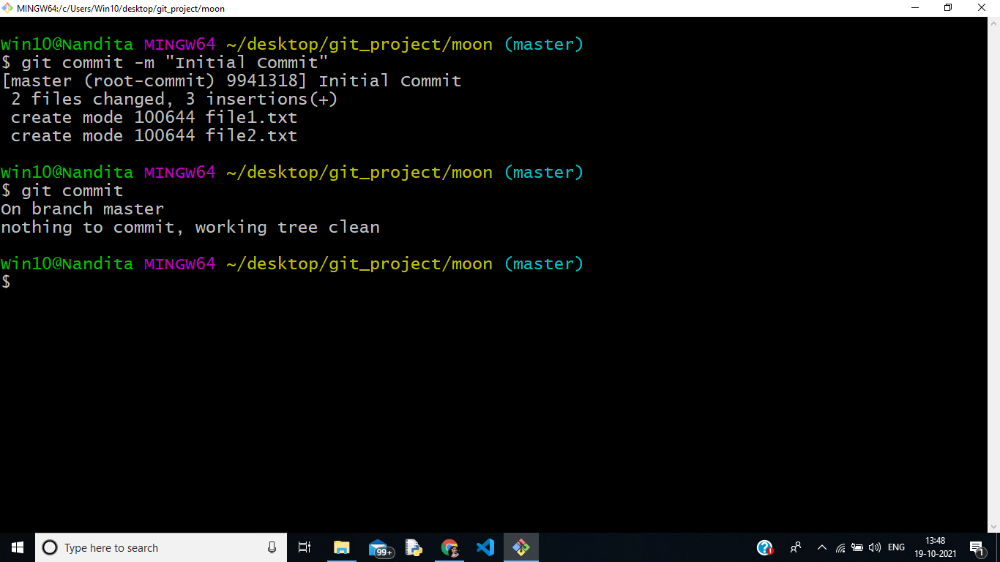 MINGW64:/c/Users/Win10/desktop/git_project/moon
Win10@Nandita MINGW64 ~/desktop/git_project/moon (master)
$ git commit -m "Initial Commit"
[master (root-commit) 9941318] Initial Commit
 2 files changed, 3 insertions(+)
 create mode 100644 file1.txt
 create mode 100644 file2.txt
Win10@Nandita MINGW64 ~/desktop/git_project/moon (master)
$ git commit
On branch master
nothing to commit, working tree clean
Win10@Nandita MINGW64 ~/desktop/git_project/moon (master)
$
Type here to search
99+
ENG
13:48
19-10-2021
1